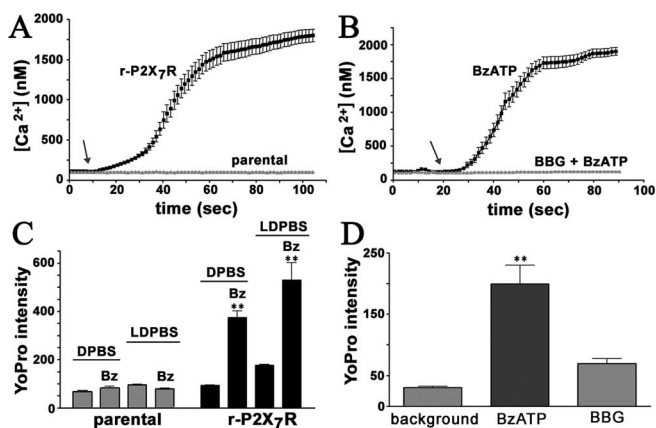 A
[Ca 2+] (nM)
2000
1500
1000
500
0
r-P2X7R
parental
0 20 40 60 80 100
time (sec)
B
[Ca 2+] (nM)
2000
1500
1000
500
0
BzATP
BBG + BzATP
0 20 40 60 80 100
time (sec)
C
YoPro intensity
600
400
200
0
DPBS
Bz
LDPBS
Bz
DPBS
Bz
**
LDPBS
Bz
**
parental
r-P2X7R
D
YoPro intensity
250
150
50
0
**
background
BzATP
BBG